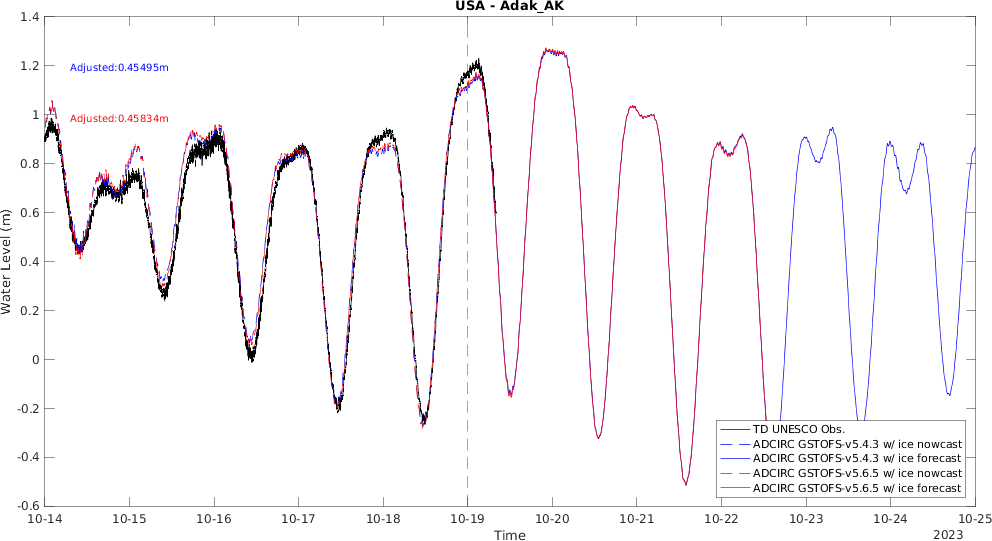 USA - Adak_AK
1.4
1.2
1
0.8
0.6
0.4
0.2
0
-0.2
-0.4
-0.6
Water Level (m)
Adjusted:0.45495m
Adjusted:0.45834m
TD UNESCO Obs.
ADCIRC GSTOFS-v5.4.3 w/ ice nowcast
ADCIRC GSTOFS-v5.4.3 w/ ice forecast
ADCIRC GSTOFS-v5.6.5 w/ ice nowcast
ADCIRC GSTOFS-v5.6.5 w/ ice forecast
10-14 10-15 10-16 10-17 10-18 10-19 10-20 10-21 10-22 10-23 10-24 10-25
Time
2023